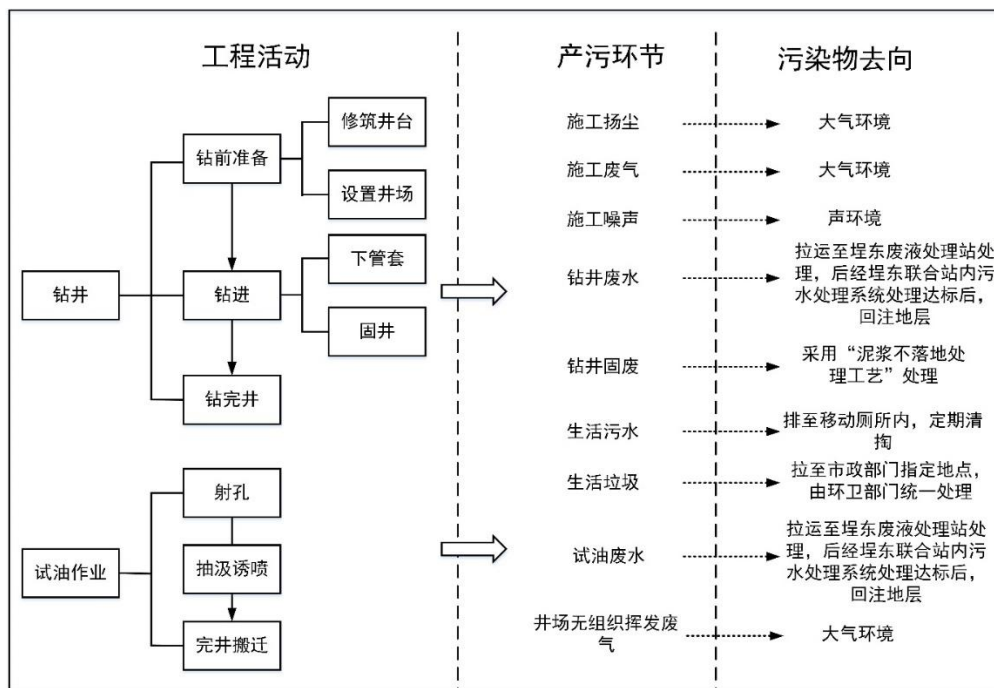 工程活动
产污环节
污染物去向
修筑井台
钻前准备
设置井场
下管套
钻井
钻进
固井
钻完井
射孔
试油作业
抽汲诱喷
完井搬迁
施工扬尘
大气环境
施工废气
大气环境
施工噪声
声环境
钻井废水
拉运至埕东废液处理站处
理，后经埕东联合站内污
水处理系统处理达标后，
回注地层
钻井固废
采用“泥浆不落地处
理工艺”处理
生活污水
排至移动厕所内，定期清
掏
生活垃圾
拉至市政部门指定地点，
由环卫部门统一处理
试油废水
拉运至埕东废液处理站处
理，后经埕东联合站内污
水处理系统处理达标后，
回注地层
井场无组织挥发废
气
大气环境